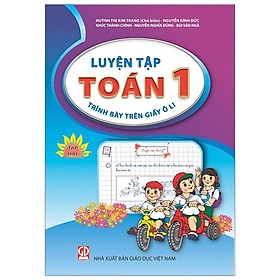 HUỲNH THỊ KIM TRANG (Chủ biên) - NGUYỄN KÍNH ĐỨC
KHÚC THÀNH CHÍNH - NGUYỄN NGHĨA DŨNG - BÙI VĂN NGÀ
LUYỆN TẬP
TOÁN 1
TRÌNH BÀY TRÊN GIẤY Ô LI
TẬP HAI
NHÀ XUẤT BẢN GIÁO DỤC VIỆT NAM